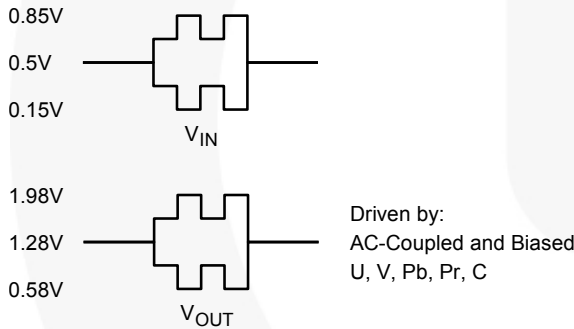 0.85V
0.5V
0.15V
VIN
1.98V
1.28V
0.58V
VOUT
Driven by:
AC-Coupled and Biased
U, V, Pb, Pr, C